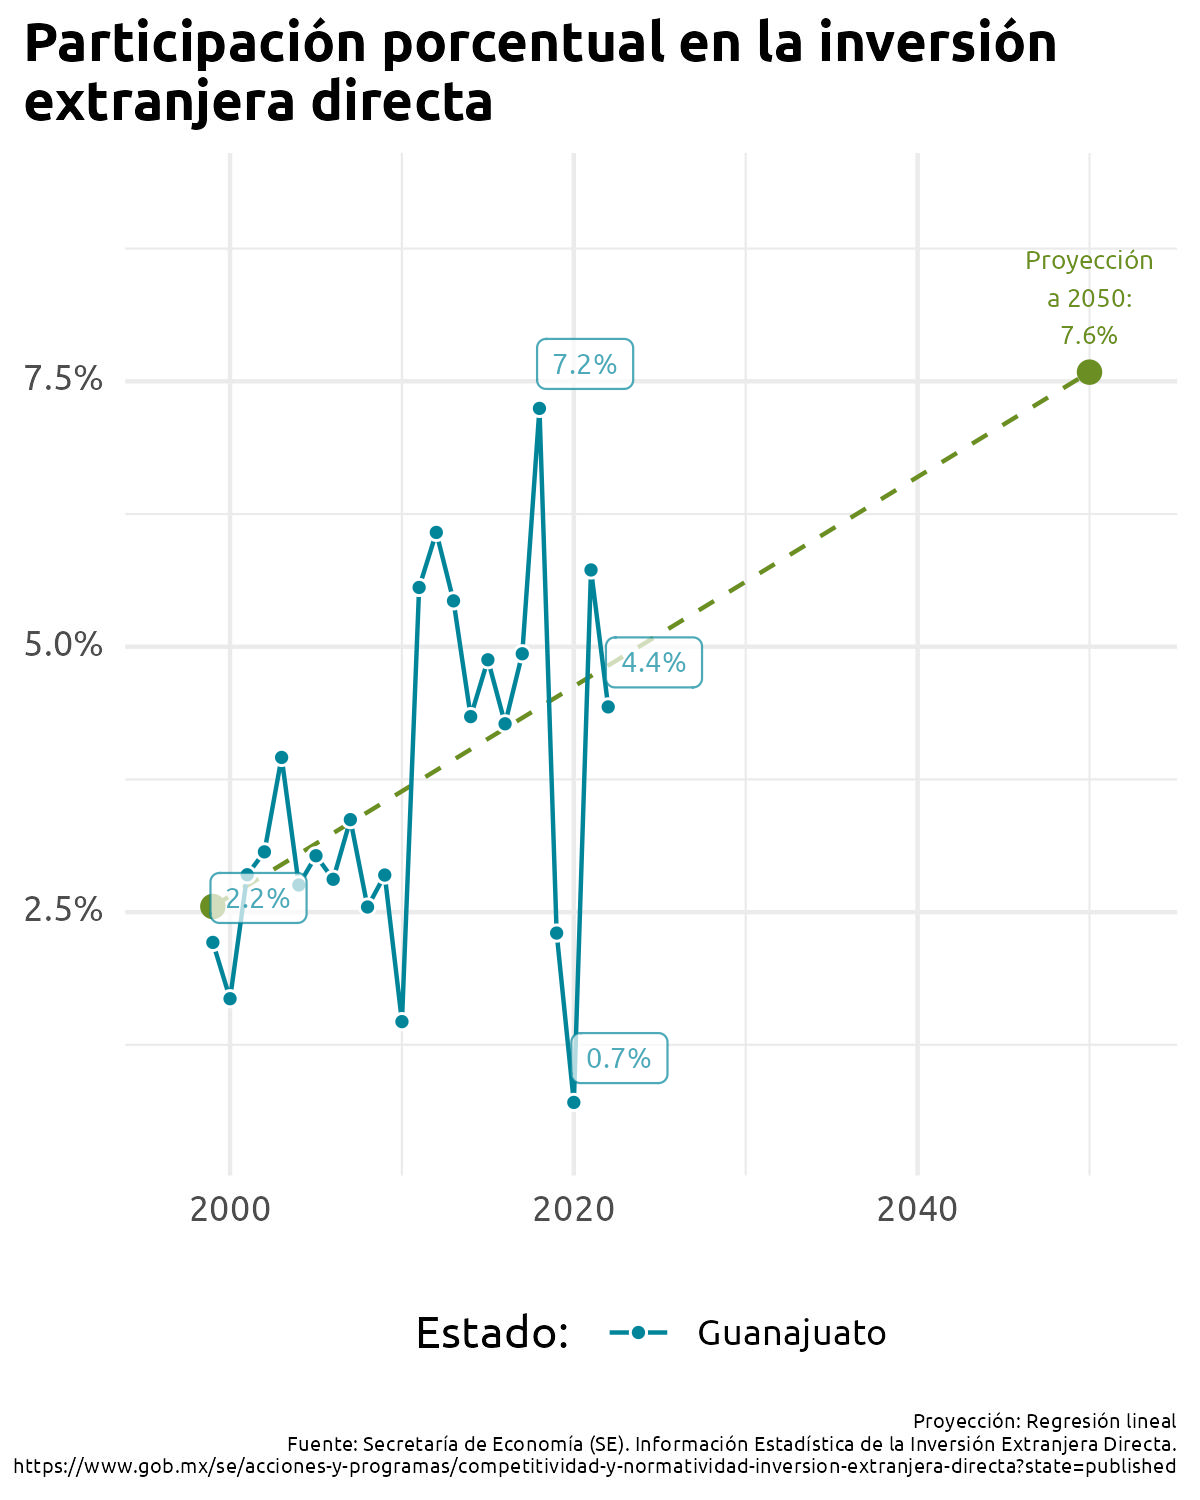 Participación porcentual en la inversión
extranjera directa
Proyección
a 2050:
7.6%
7.2%
7.5%
5.0%
4.4%
2.2%
2.5%
0.7%
2000
2020
2040
Estado:
Guanajuato
Proyección: Regresión lineal
Fuente: Secretaría de Economía (SE). Información Estadística de la Inversión Extranjera Directa.
https://www.gob.mx/se/acciones-y-programas/competitividad-y-normatividad-inversion-extranjera-directa?state=published